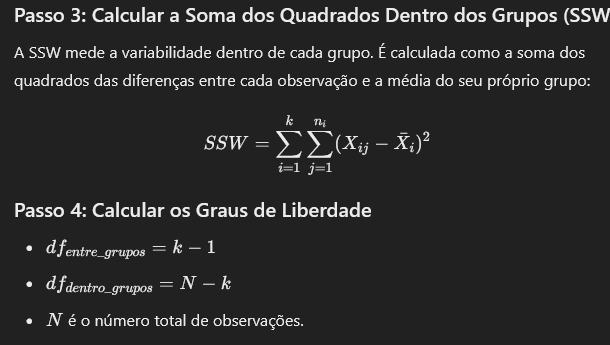 Passo 3: Calcular a Soma dos Quadrados Dentro dos Grupos (SSW
A SSW mede a variabilidade dentro de cada grupo. É calculada como a soma dos
quadrados das diferenças entre cada observação e a média do seu próprio grupo:
$SSW = \sum_{i=1}^{k} \sum_{j=1}^{n_i} (X_{ij} - \bar{X}_i)^2$
Passo 4: Calcular os Graus de Liberdade
• $df_{entre\_grupos} = k - 1$
• $df_{dentro\_grupos} = N - k$
• $N$ é o número total de observações.